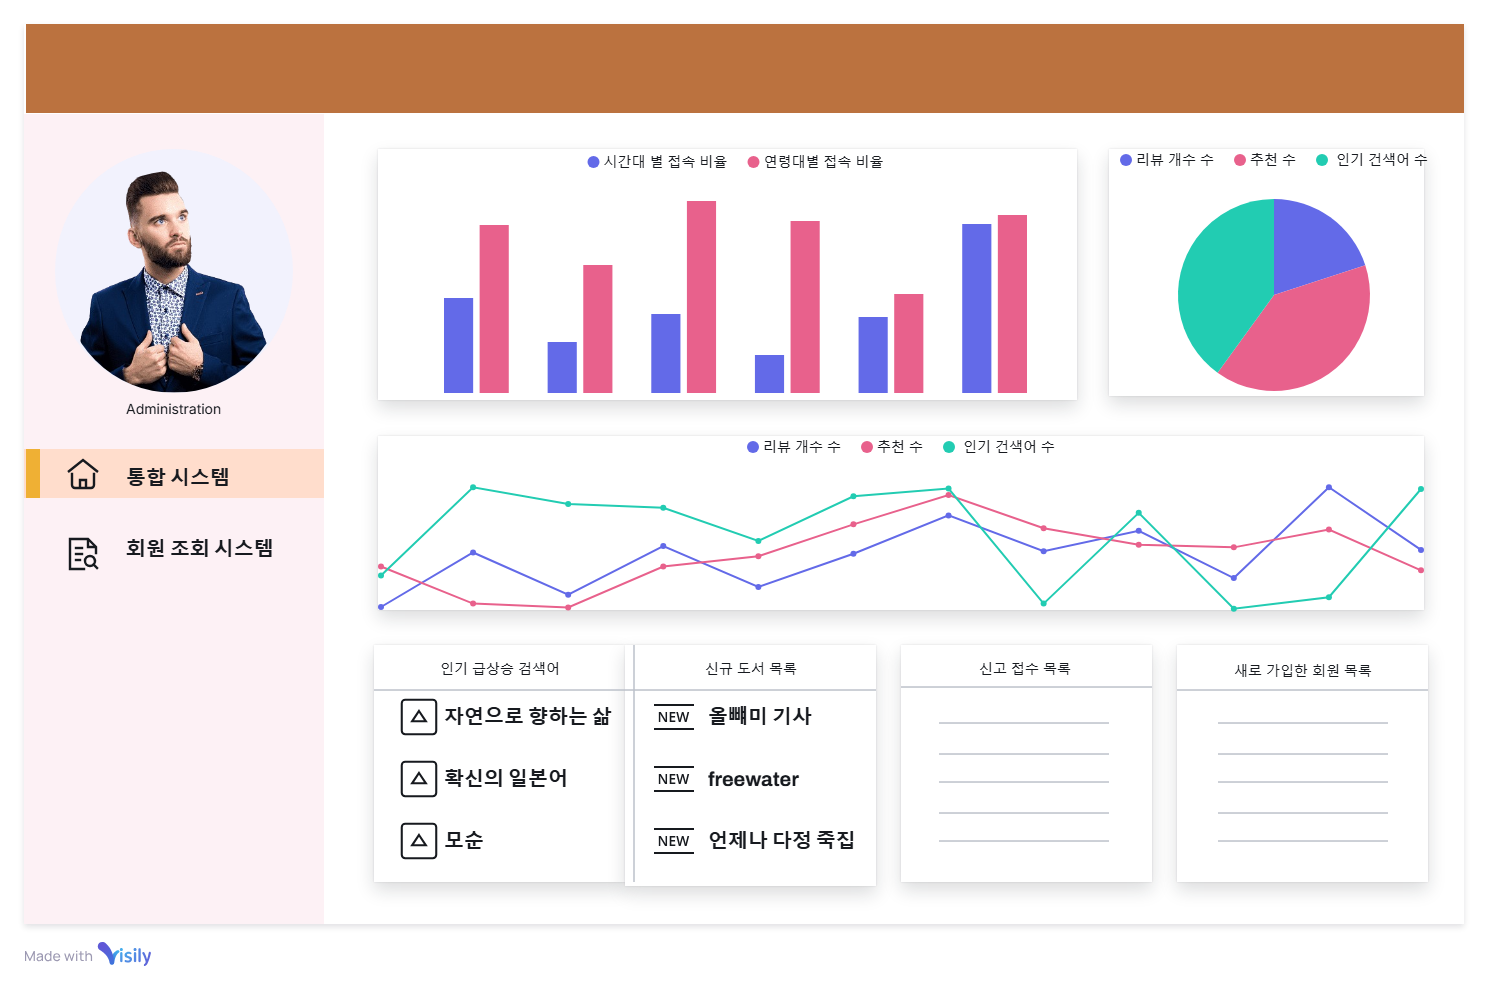 시간대 별 접속 비율 연령대별 접속 비율
리뷰 개수 수 추천 수 인기 건색어 수
Administration
통합 시스템
회원 조회 시스템
리뷰 개수 수 추천 수 인기 건색어 수
인기 급상승 검색어
자연으로 향하는 삶
확신의 일본어
모순
신규 도서 목록
NEW 올빼미 기사
NEW freewater
NEW 언제나 다정 죽집
신고 접수 목록
새로 가입한 회원 목록
Made with Visily